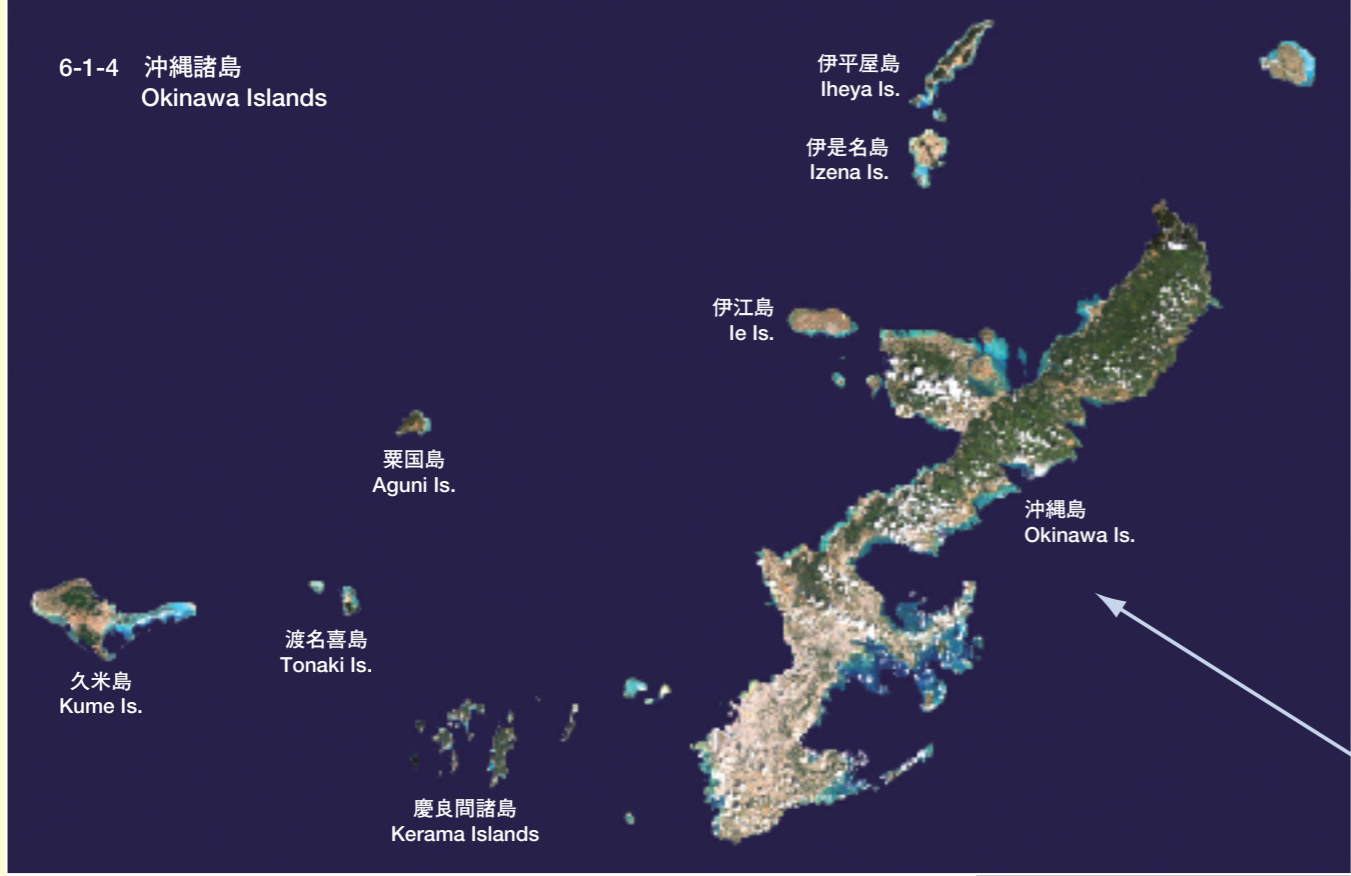 6-1-4 沖縄諸島
Okinawa Islands
伊平屋島
Iheya Is.
伊是名島
Izena Is.
伊江島
Ie Is.
粟国島
Aguni Is.
沖縄島
Okinawa Is.
渡名喜島
Tonaki Is.
久米島
Kume Is.
慶良間諸島
Kerama Islands